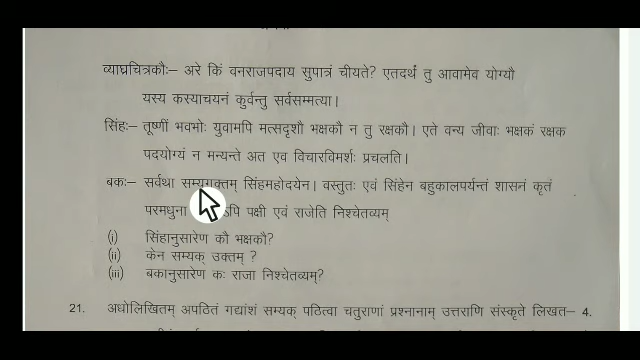 व्याघ्रचित्रकौः– अरे किं वनराजपदाय सुपात्रं चीयते? एतदर्थं तु आवामेव योग्यौ
यस्य कस्याचयनं कुर्वन्तु सर्वसम्मत्या।
सिंहः– तूष्णीं भवभोः युवामपि मत्सदृशौ भक्षकौ न तु रक्षकौ। एते वन्य जीवाः भक्षकं रक्षक
पदयोग्यं न मन्यन्ते अत एव विचारविमर्शः प्रचलति।
बकः– सर्वथा सम्यगुक्तम् सिंहमहोदयेन। वस्तुतः एवं सिंहेन बहुकालपर्यन्तं शासनं कृतं
परमधुना पक्षी एवं राजेति निश्चेतव्यम्
(i) सिंहानुसारेण कौ भक्षकौ?
(ii) केन सम्यक् उक्तम् ?
(iii) बकानुसारेण कः राजा निश्चेतव्यम्?
21. अधोलिखितम् अपठितं गद्यांशं सम्यक् पठित्वा चतुराणां प्रश्नानाम् उत्तराणि संस्कृते लिखत– 4.